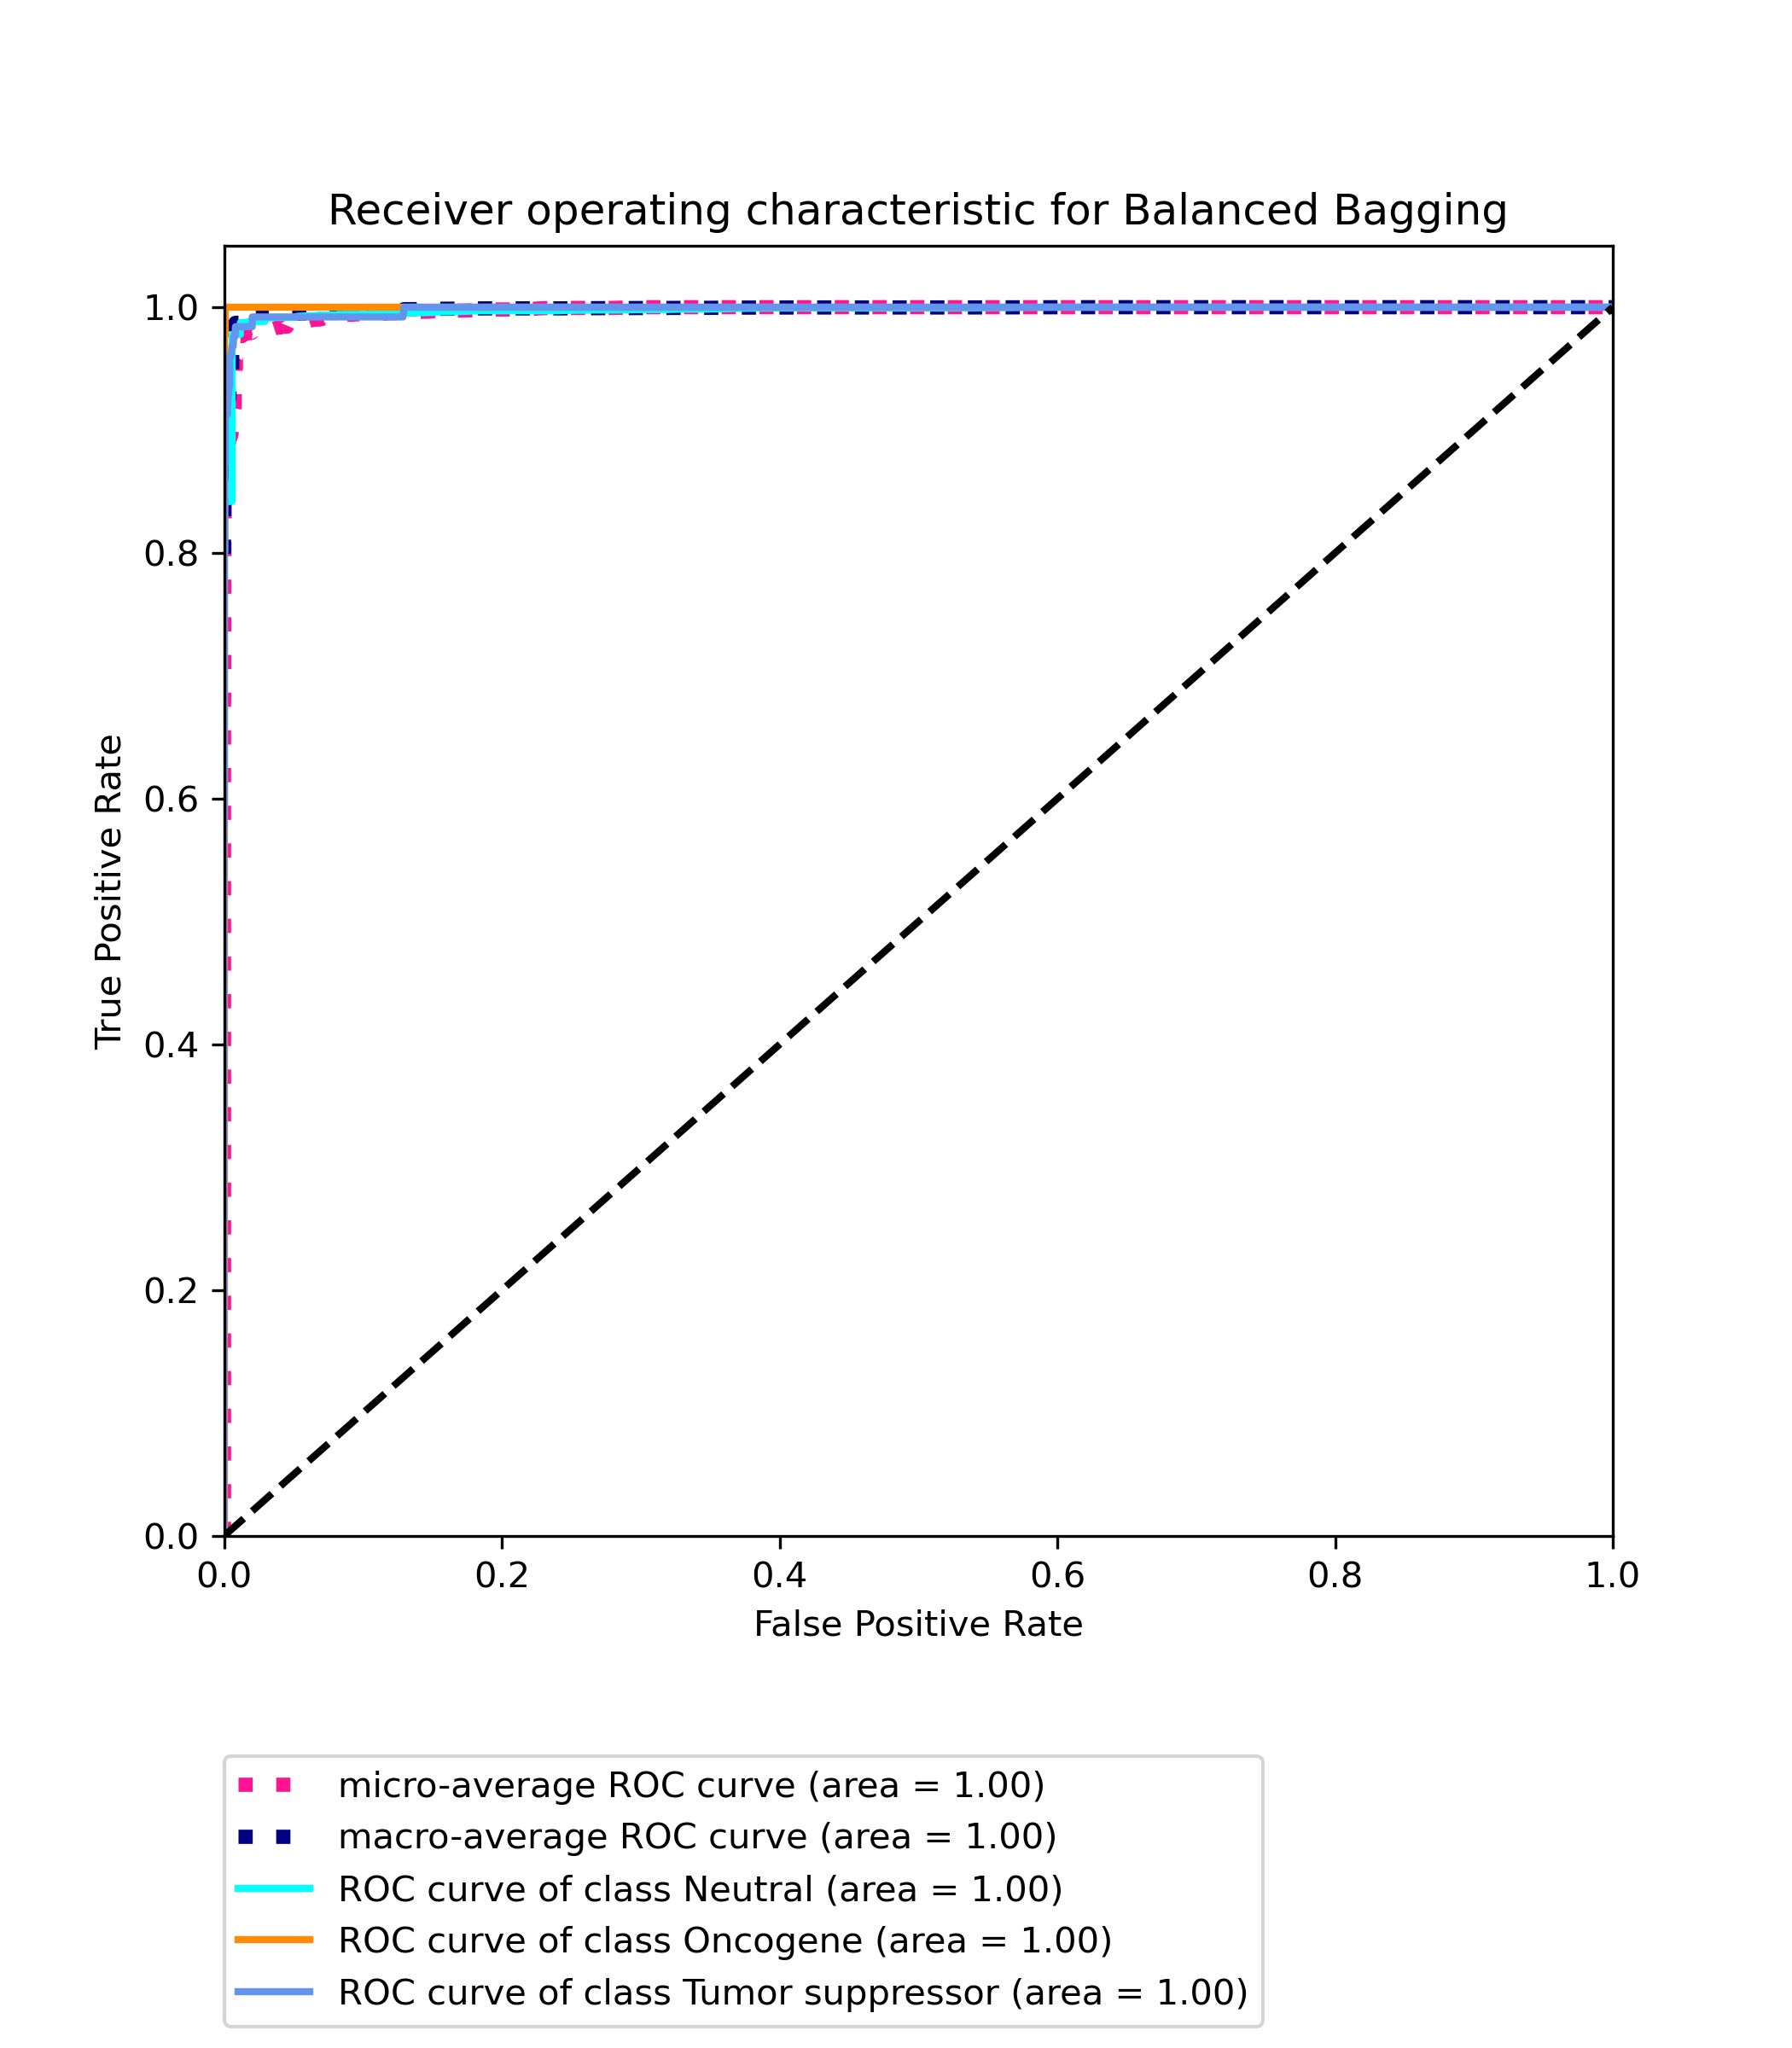 Receiver operating characteristic for Balanced Bagging
1.0
0.8
0.6
0.4
0.2
0.0
True Positive Rate
0.0 0.2 0.4 0.6 0.8 1.0
False Positive Rate
micro-average ROC curve (area = 1.00)
macro-average ROC curve (area = 1.00)
ROC curve of class Neutral (area = 1.00)
ROC curve of class Oncogene (area = 1.00)
ROC curve of class Tumor suppressor (area = 1.00)